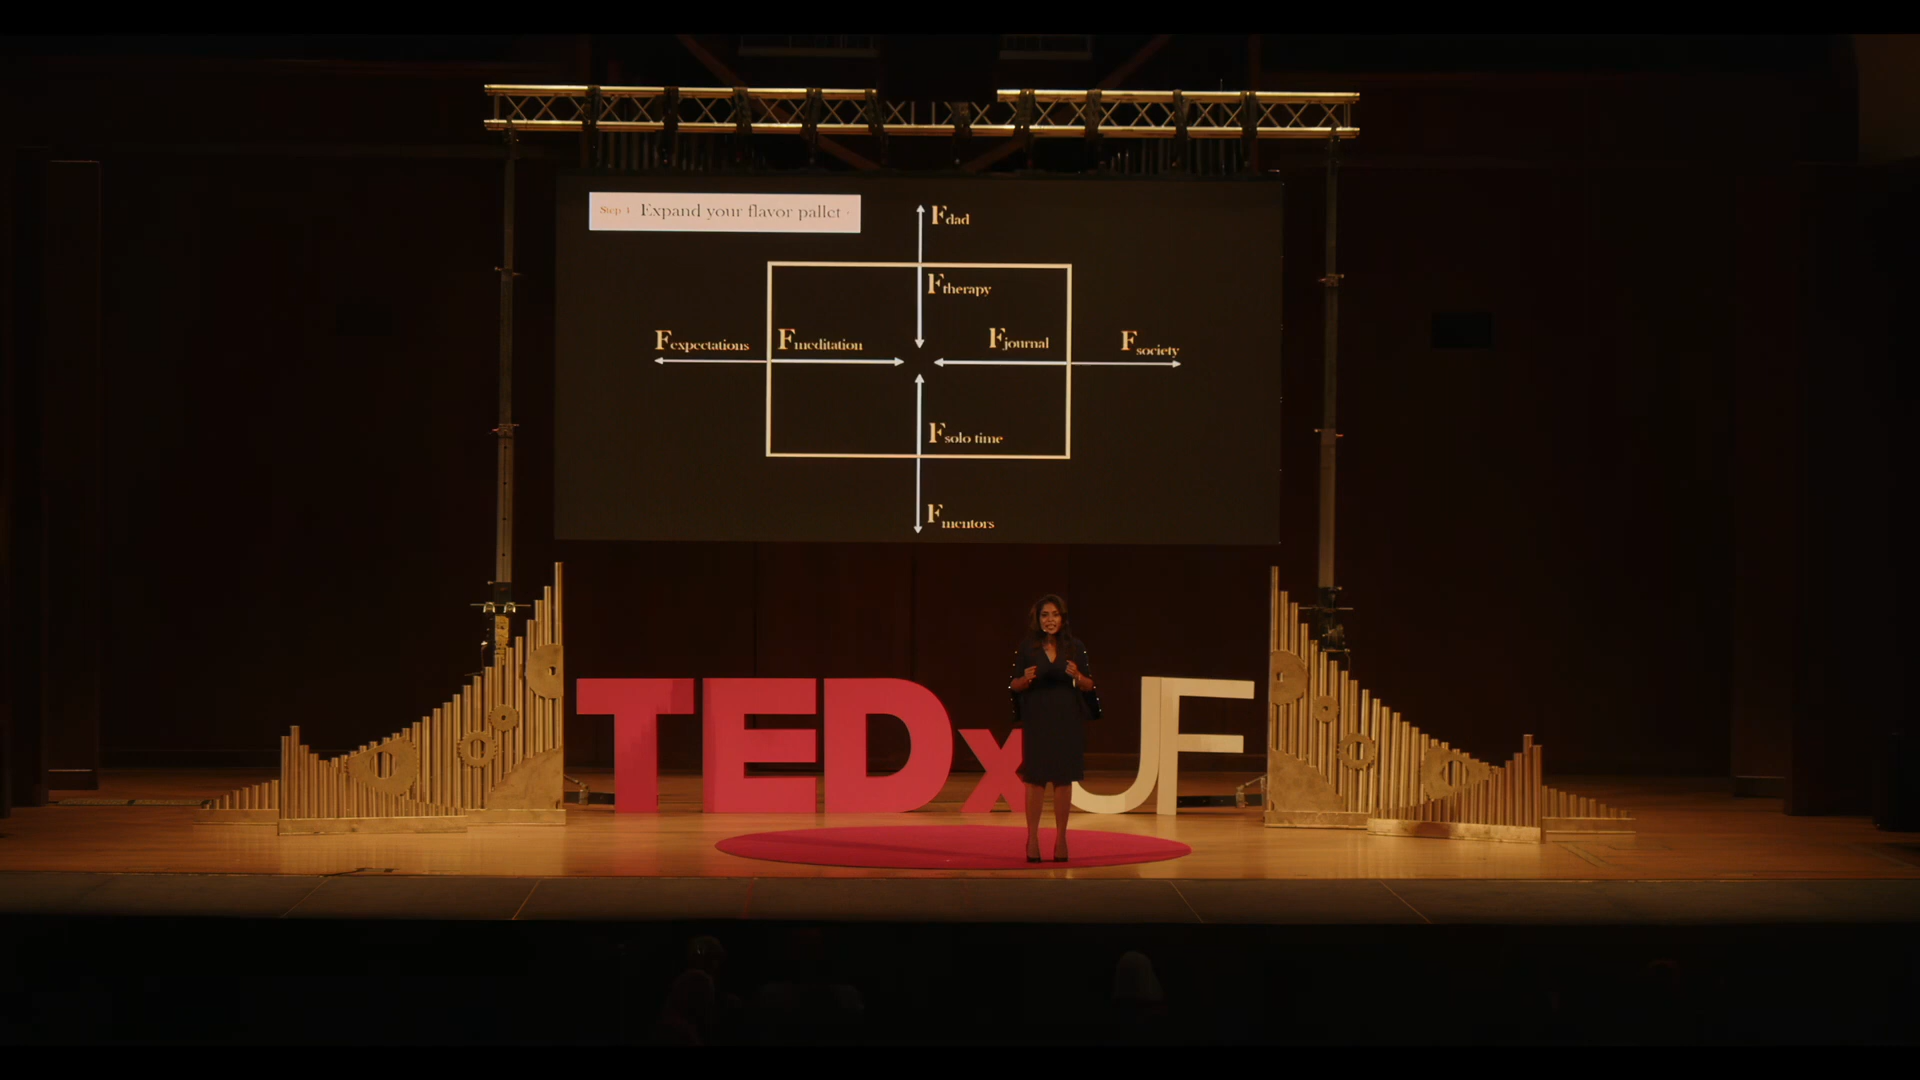 Step 1 Expand your flavor pallet
Fdad
Ftherapy
Fexpectations Fmeditation Fjournal Fsociety
Fsolo time
Fmentors
TEDx UF